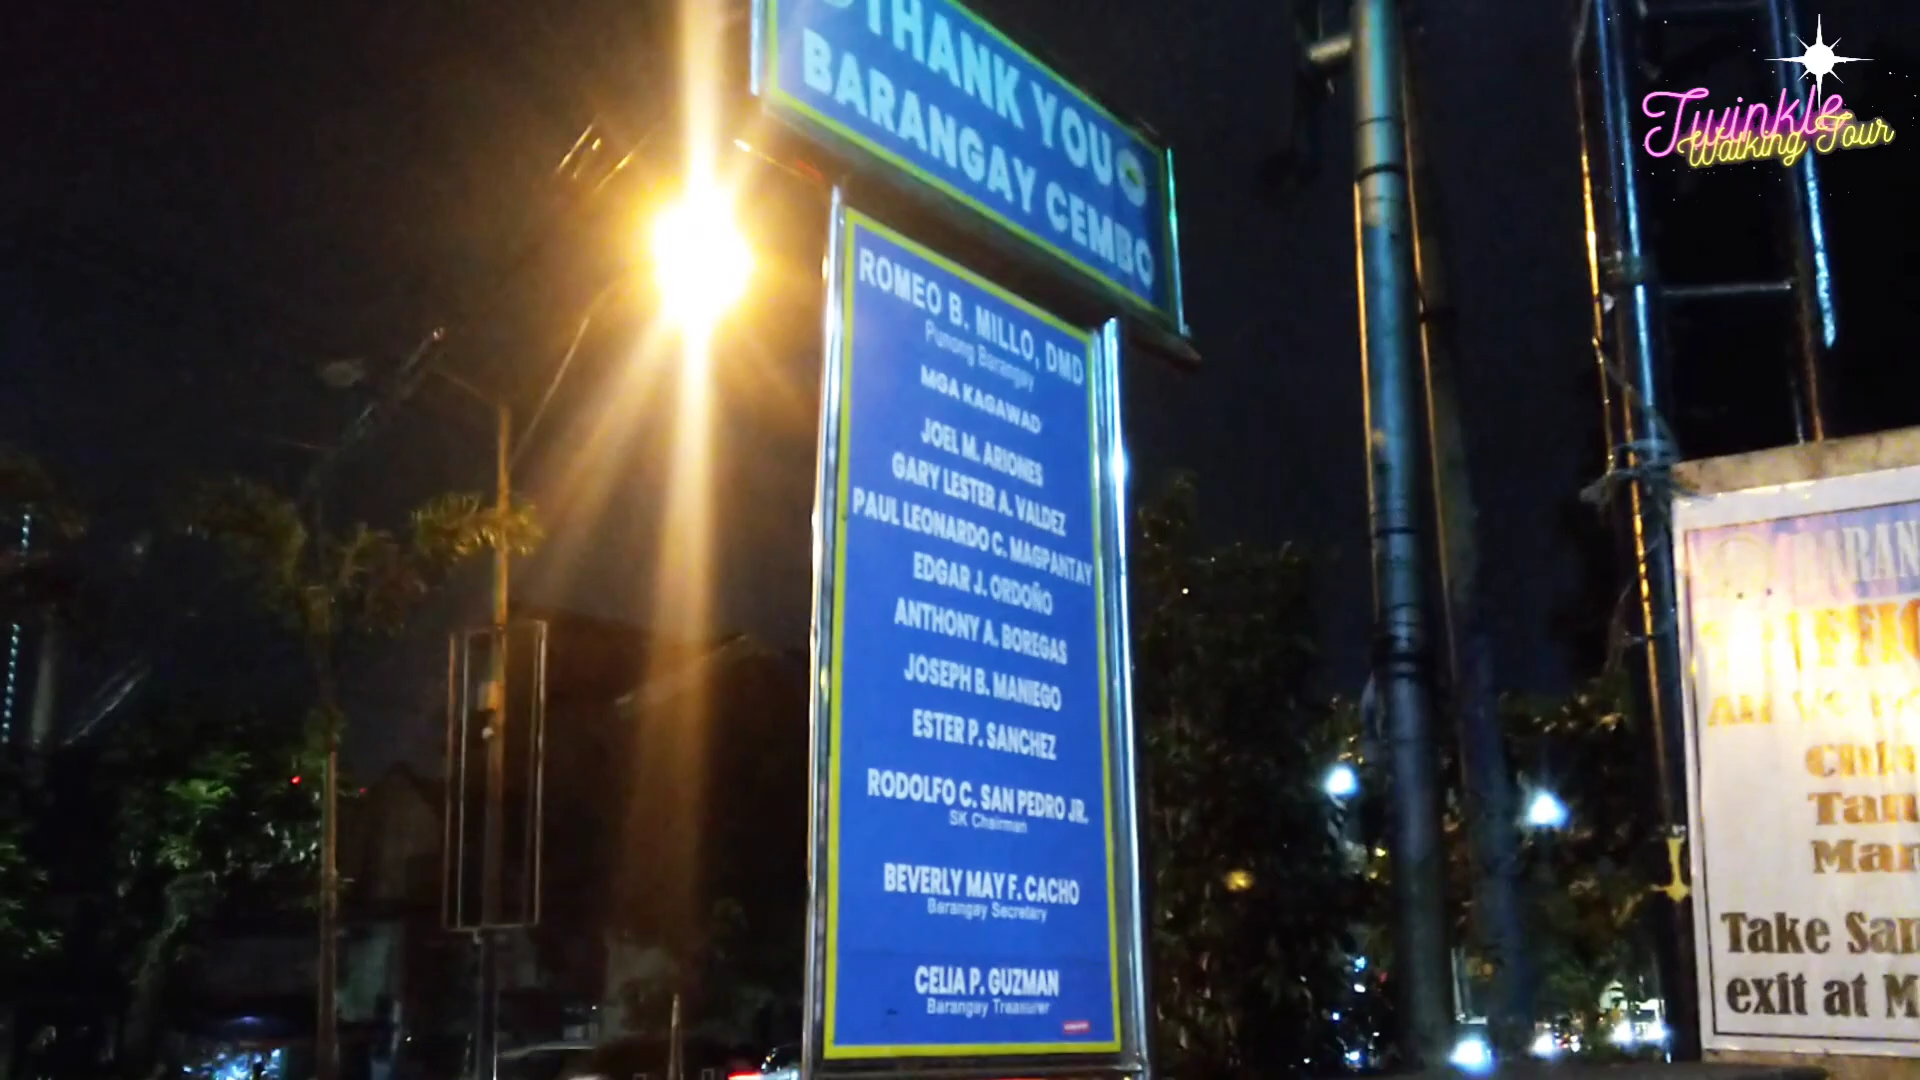 THANK YOU
BARANGAY CEMBO
ROMEO B. MILLO, DMD
Punong Barangay
MGA KAGAWAD
JOEL M. ARIONES
GARY LESTER A. VALDEZ
PAUL LEONARDO C. MAGPANTAY
EDGAR J. ORDOÑO
ANTHONY A. BOREGAS
JOSEPH B. MANIEGO
ESTER P. SANCHEZ
RODOLFO C. SAN PEDRO JR.
SK Chairman
BEVERLY MAY F. CACHO
Barangay Secretary
CELIA P. GUZMAN
Barangay Treasurer
Twinkle
Walking Tour
BARAN
Take San
exit at M